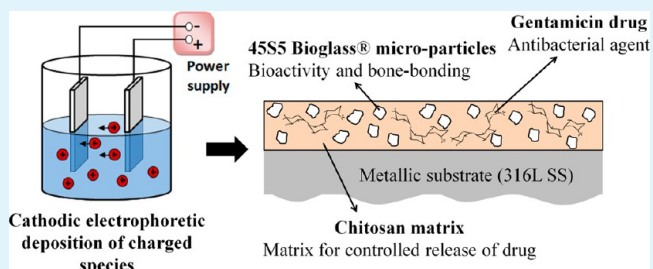 -
+
Power
supply
Cathodic electrophoretic
deposition of charged
species
Gentamicin drug
Antibacterial agent
45S5 Bioglass® micro-particles
Bioactivity and bone-bonding
Metallic substrate (316L SS)
Chitosan matrix
Matrix for controlled release of drug